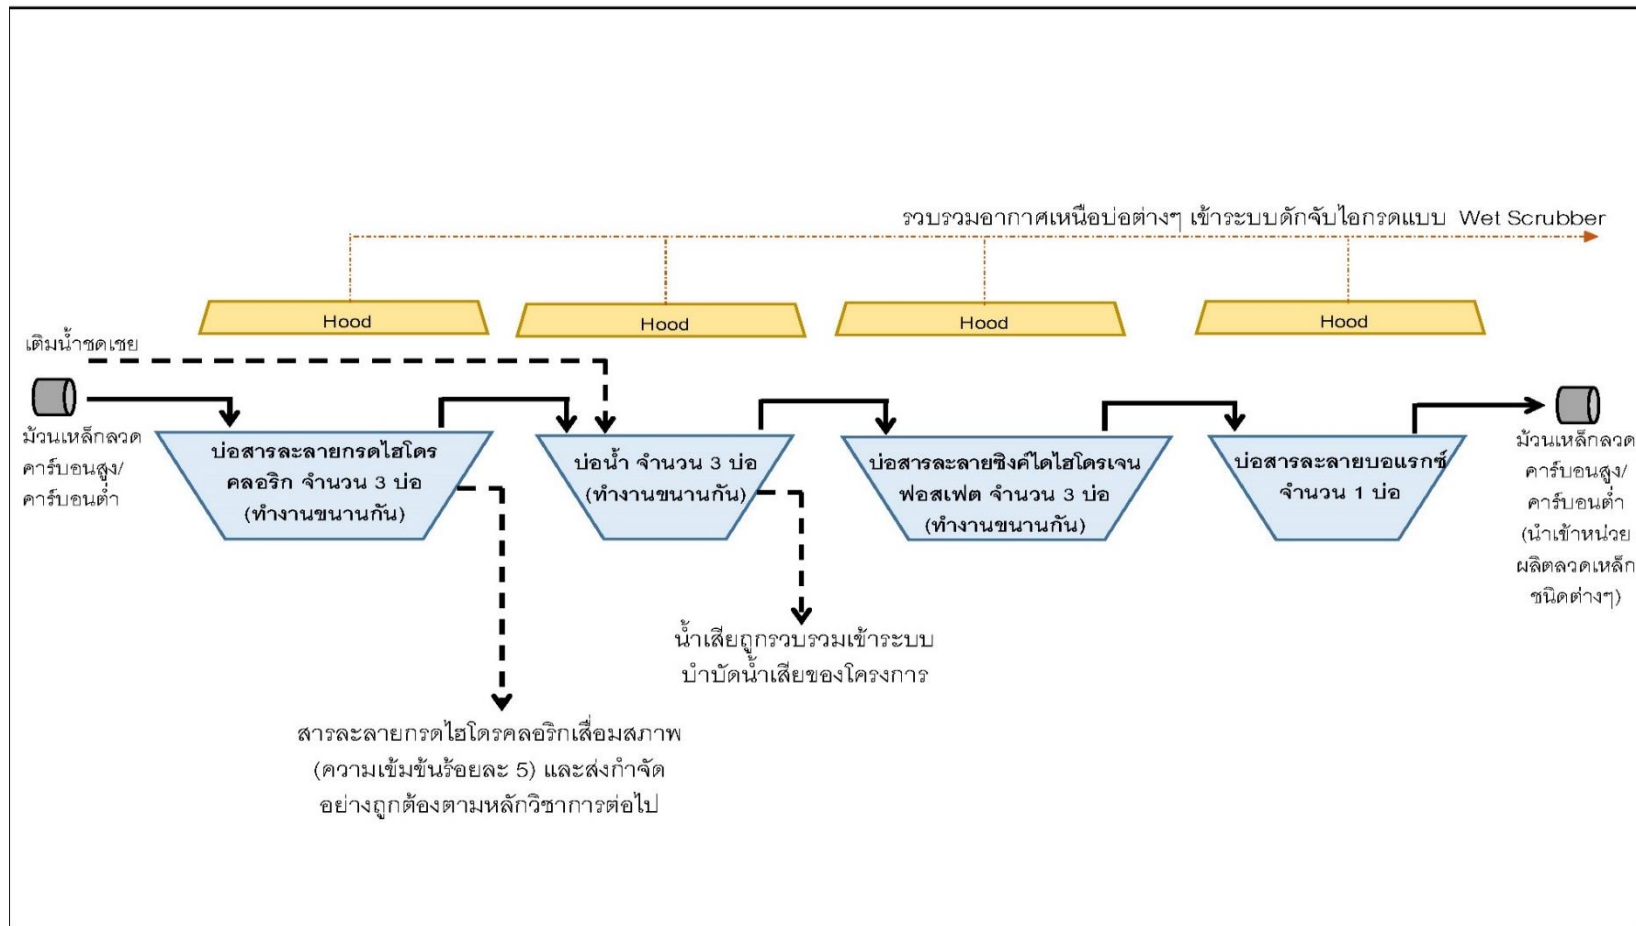 รวบรวมอากาศเหนือบ่อต่างๆ เข้าระบบดักจับไอกรดแบบ Wet Scrubber
Hood
Hood
Hood
Hood
เติมน้ำชดเชย
ม้วนเหล็กลวด
คาร์บอนสูง/
คาร์บอนต่ำ
บ่อสารละลายกรดไฮโดร
คลอริก จำนวน 3 บ่อ
(ทำงานขนานกัน)
บ่อน้ำ จำนวน 3 บ่อ
(ทำงานขนานกัน)
บ่อสารละลายซิงค์ไดไฮโดรเจน
ฟอสเฟต จำนวน 3 บ่อ
(ทำงานขนานกัน)
บ่อสารละลายบอแรกซ์
จำนวน 1 บ่อ
ม้วนเหล็กลวด
คาร์บอนสูง/
คาร์บอนต่ำ
(นำเข้าหน่วย
ผลิตลวดเหล็ก
ชนิดต่างๆ)
น้ำเสียถูกรวบรวมเข้าระบบ
บำบัดน้ำเสียของโครงการ
สารละลายกรดไฮโดรคลอริกเสื่อมสภาพ
(ความเข้มข้นร้อยละ 5) และส่งกำจัด
อย่างถูกต้องตามหลักวิชาการต่อไป